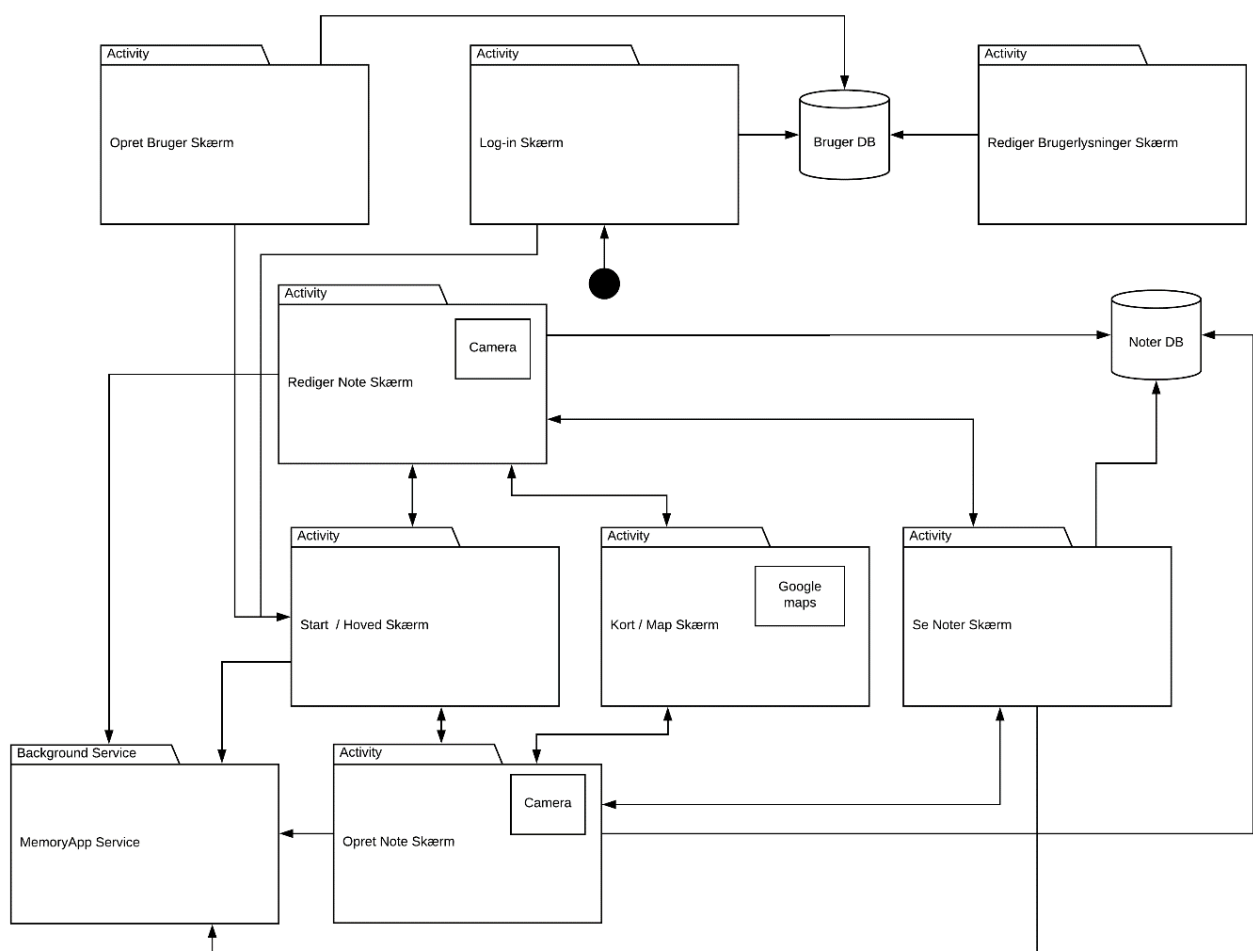 Activity
Opret Bruger Skærm
Activity
Log-in Skærm
Bruger DB
Activity
Rediger Brugerlysninger Skærm
Activity
Camera
Rediger Note Skærm
Noter DB
Activity
Start / Hoved Skærm
Activity
Google
maps
Kort / Map Skærm
Activity
Se Noter Skærm
Background Service
MemoryApp Service
Activity
Camera
Opret Note Skærm